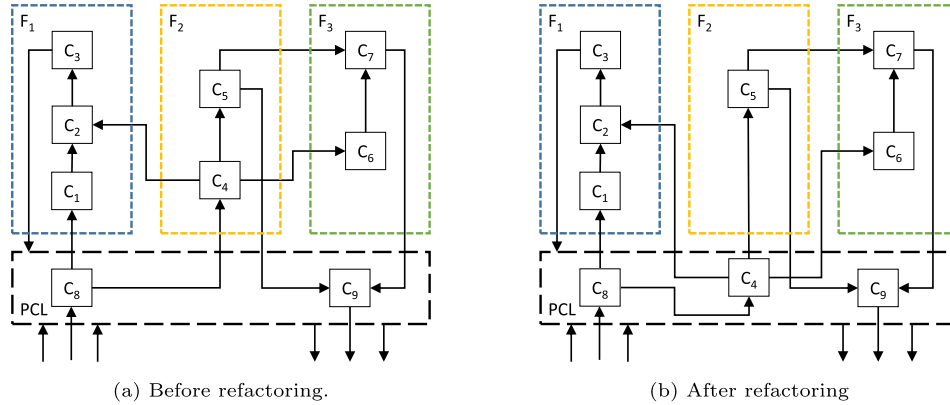 F1
F2
F3
C3
C7
C5
C2
C6
C4
C1
C8
C9
PCL
(a) Before refactoring.
F1
F2
F3
C3
C7
C5
C2
C6
C1
C4
C8
C9
PCL
(b) After refactoring